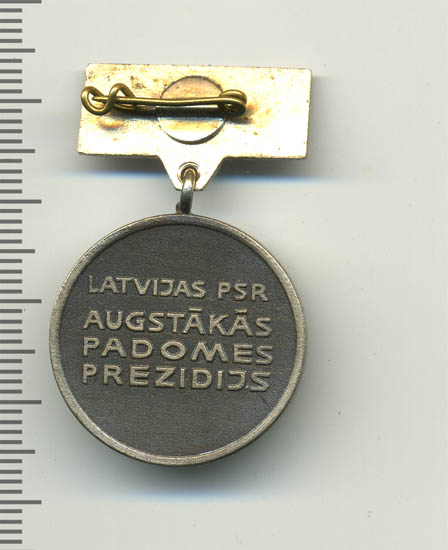 LATVIJAS PSR
AUGSTĀKĀS
PADOMES
PREZIDIJS